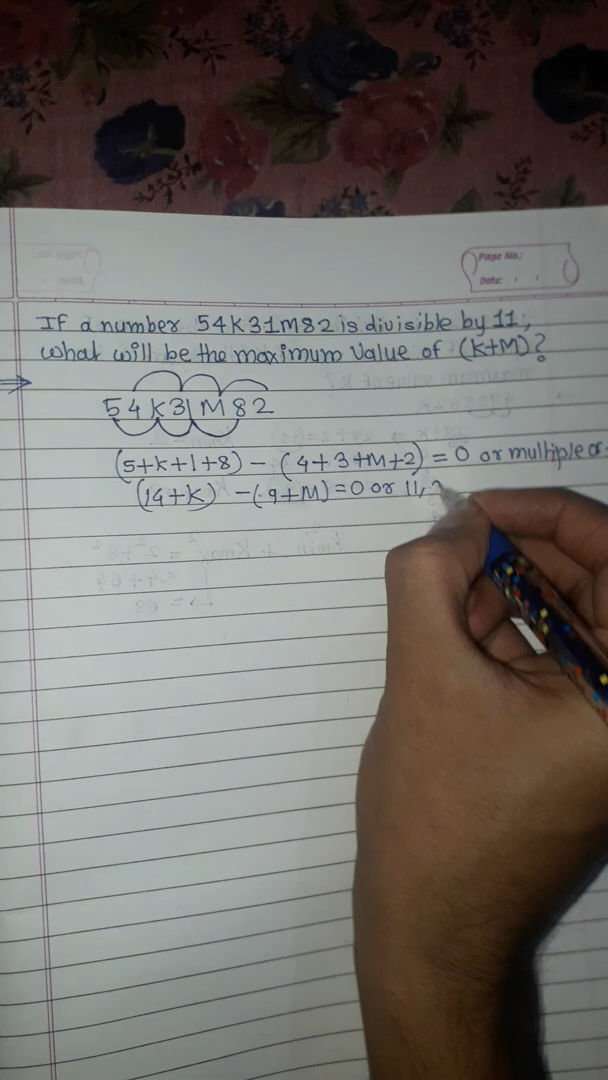 Page No.:
Date:
If a number 54K31M82 is divisible by 11,
what will be the maximum value of (K+M)?
⇒
54K31M82
(5+K+1+8) - (4+3+M+2) = 0 or multiple of
(14+K) - (9+M) = 0 or 11, 2